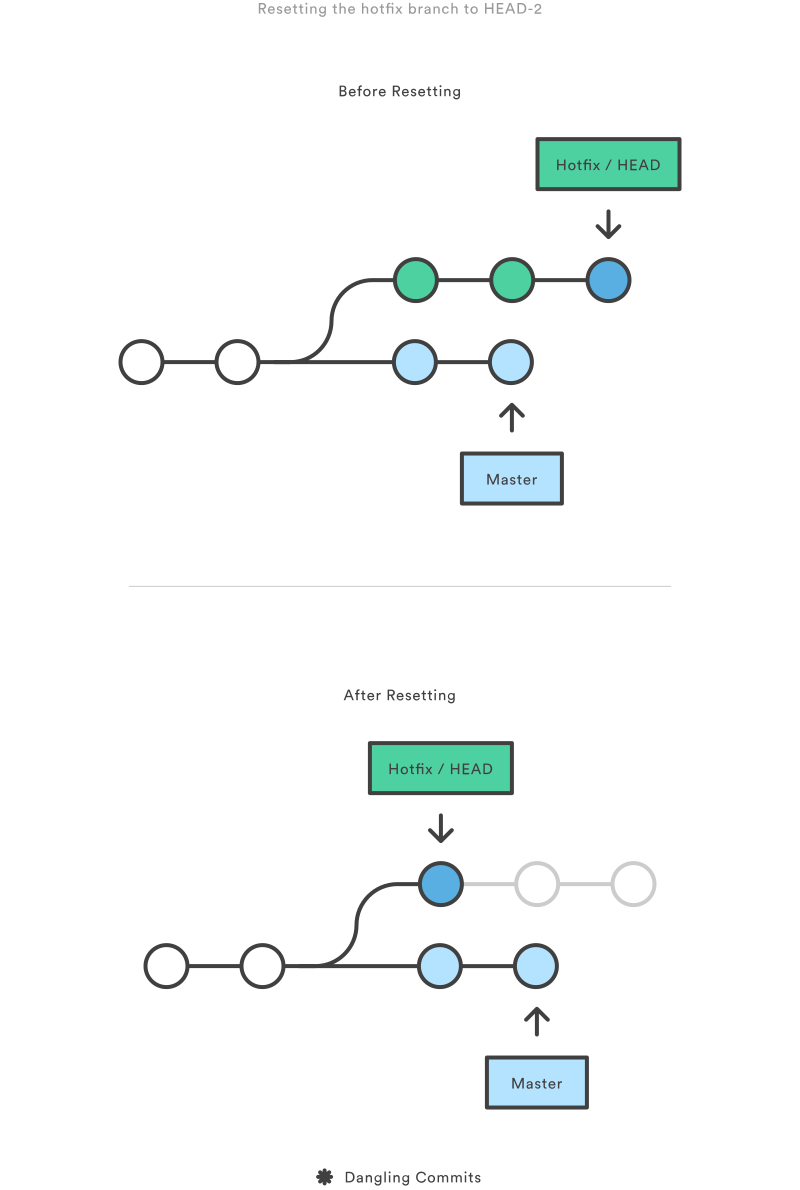 Resetting the hotfix branch to HEAD-2
Before Resetting
Hotfix / HEAD
Master
After Resetting
Hotfix / HEAD
Master
Dangling Commits